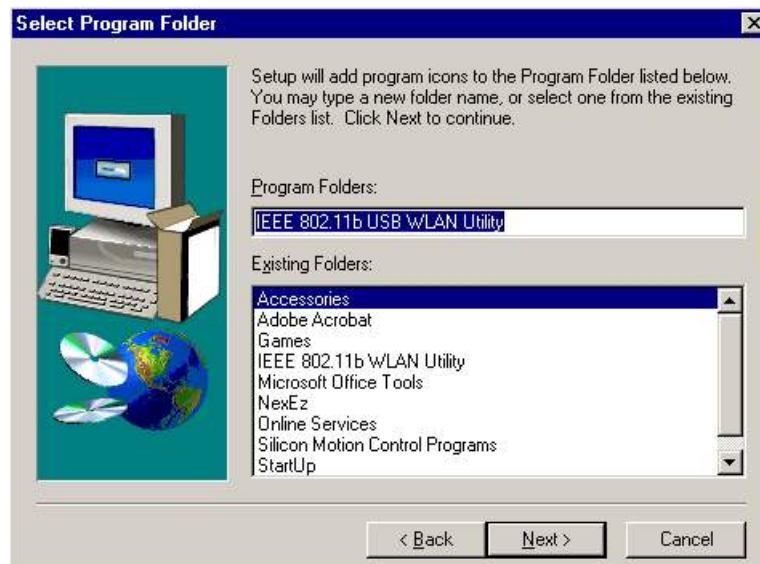 Select Program Folder
Setup will add program icons to the Program Folder listed below.
You may type a new folder name, or select one from the existing
Folders list. Click Next to continue.
Program Folders:
IEEE 802.11b USB WLAN Utility
Existing Folders:
Accessories
Adobe Acrobat
Games
IEEE 802.11b WLAN Utility
Microsoft Office Tools
NexEz
Online Services
Silicon Motion Control Programs
StartUp
< Back
Next >
Cancel